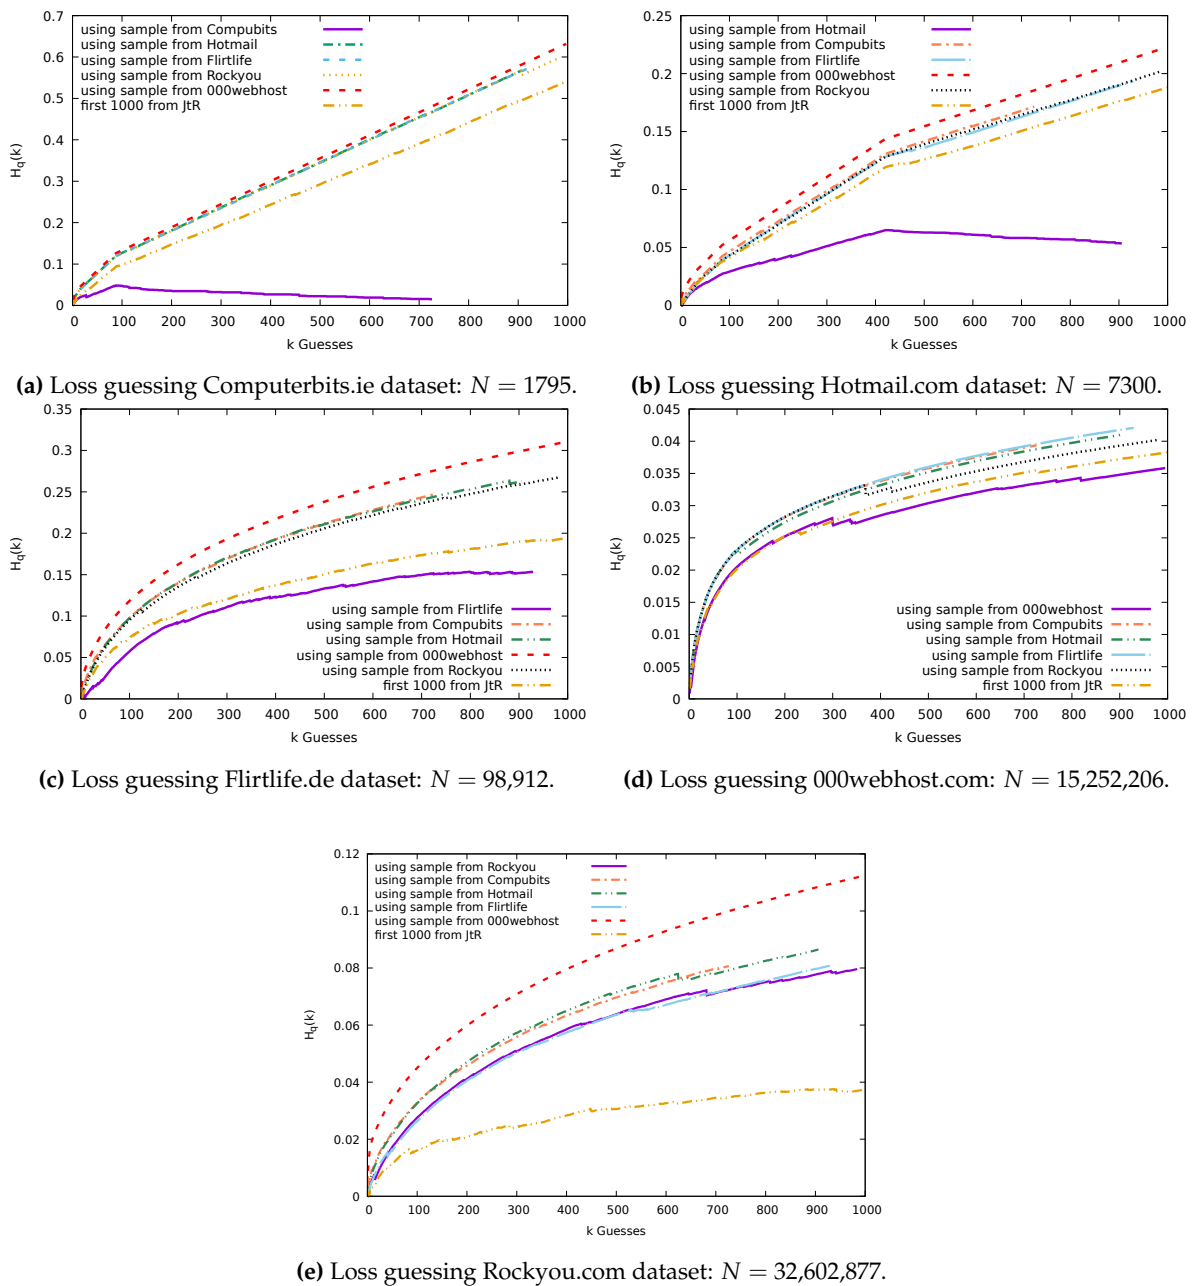 0.7
0.6
0.5
0.4
0.3
0.2
0.1
0
Hq(k)
0 100 200 300 400 500 600 700 800 900 1000
k Guesses
using sample from Compubits
using sample from Hotmail
using sample from Flirtlife
using sample from Rockyou
using sample from 000webhost
first 1000 from JtR
(a) Loss guessing Computerbits.ie dataset: N = 1795.
0.25
0.2
0.15
0.1
0.05
0
Hq(k)
0 100 200 300 400 500 600 700 800 900 1000
k Guesses
using sample from Hotmail
using sample from Compubits
using sample from Flirtlife
using sample from 000webhost
using sample from Rockyou
first 1000 from JtR
(b) Loss guessing Hotmail.com dataset: N = 7300.
0.35
0.3
0.25
0.2
0.15
0.1
0.05
0
Hq(k)
0 100 200 300 400 500 600 700 800 900 1000
k Guesses
using sample from Flirtlife
using sample from Compubits
using sample from Hotmail
using sample from 000webhost
using sample from Rockyou
first 1000 from JtR
(c) Loss guessing Flirtlife.de dataset: N = 98,912.
0.045
0.04
0.035
0.03
0.025
0.02
0.015
0.01
0.005
0
Hq(k)
0 100 200 300 400 500 600 700 800 900 1000
k Guesses
using sample from 000webhost
using sample from Compubits
using sample from Hotmail
using sample from Flirtlife
using sample from Rockyou
first 1000 from JtR
(d) Loss guessing 000webhost.com: N = 15,252,206.
0.12
0.1
0.08
0.06
0.04
0.02
0
Hq(k)
0 100 200 300 400 500 600 700 800 900 1000
k Guesses
using sample from Rockyou
using sample from Compubits
using sample from Hotmail
using sample from Flirtlife
using sample from 000webhost
first 1000 from JtR
(e) Loss guessing Rockyou.com dataset: N = 32,602,877.